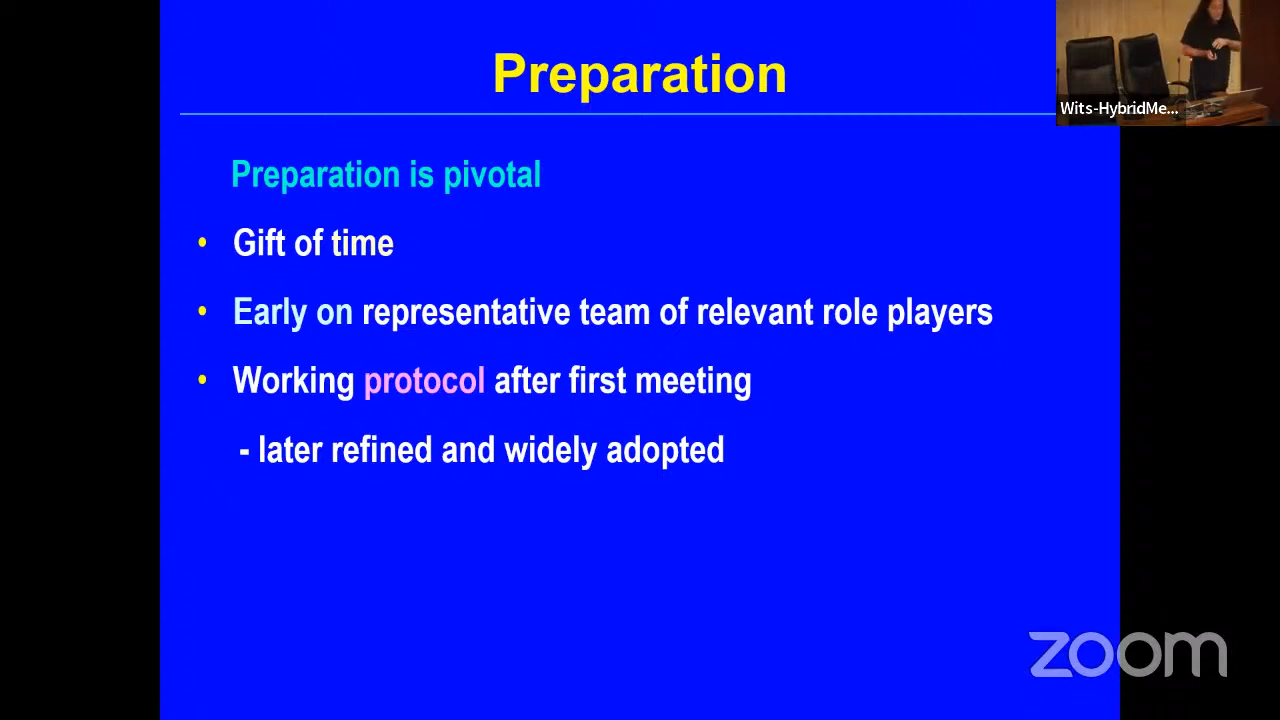 Preparation
Wits-HybridMe...
Preparation is pivotal
• Gift of time
• Early on representative team of relevant role players
• Working protocol after first meeting
- later refined and widely adopted
zoom